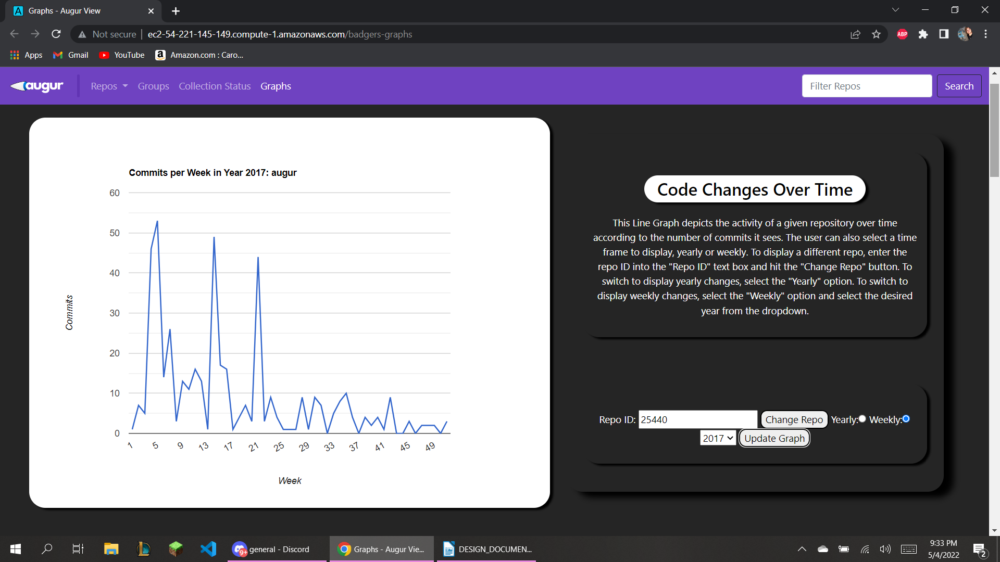 Graphs - Augur View
Not secure
ec2-54-221-145-149.compute-1.amazonaws.com/badgers-graphs
ABP
Apps
Gmail
YouTube
a
Amazon.com : Caro...
augur
Repos
Groups
Collection Status
Graphs
Filter Repos
Search
Commits per Week in Year 2017: augur
60
50
40
30
20
10
0
Commits
1 5 9 13 17 21 25 29 33 37 41 45 49
Week
Code Changes Over Time
This Line Graph depicts the activity of a given repository over time
according to the number of commits it sees. The user can also select a time
frame to display, yearly or weekly. To display a different repo, enter the
repo ID into the "Repo ID" text box and hit the "Change Repo" button. To
switch to display yearly changes, select the "Yearly" option. To switch to
display weekly changes, select the "Weekly" option and select the desired
year from the dropdown.
Repo ID: 25440 Change Repo Yearly: Weekly:
2017 Update Graph
9+
general - Discord
Graphs - Augur Vie...
DESIGN_DOCUMEN...
9:33 PM
5/4/2022
2